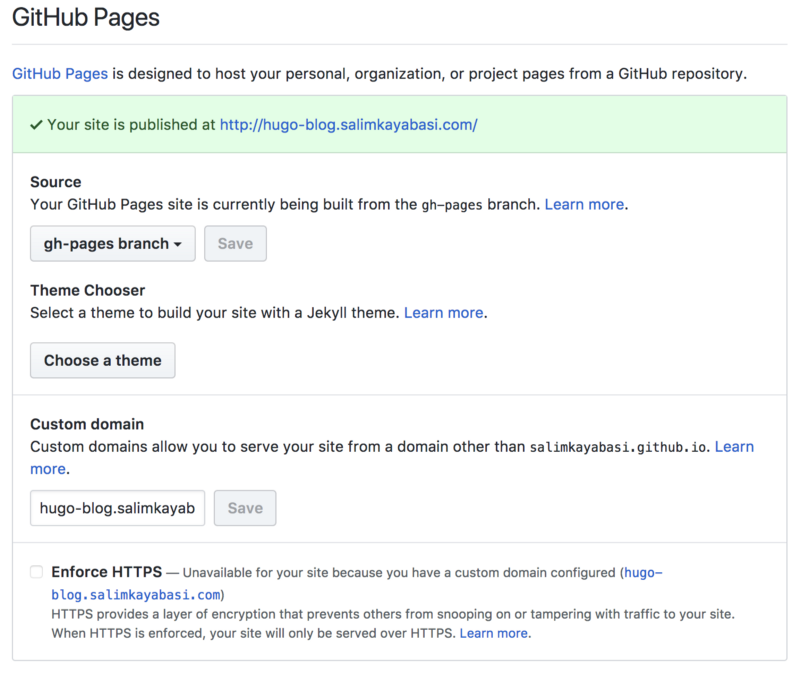 GitHub Pages
GitHub Pages is designed to host your personal, organization, or project pages from a GitHub repository.
✓ Your site is published at http://hugo-blog.salimkayabasi.com/
Source
Your GitHub Pages site is currently being built from the gh-pages branch. Learn more.
gh-pages branch Save
Theme Chooser
Select a theme to build your site with a Jekyll theme. Learn more.
Choose a theme
Custom domain
Custom domains allow you to serve your site from a domain other than salimkayabasi.github.io. Learn
more.
hugo-blog.salimkayab Save
Enforce HTTPS — Unavailable for your site because you have a custom domain configured (hugo-
blog.salimkayabasi.com)
HTTPS provides a layer of encryption that prevents others from snooping on or tampering with traffic to your site.
When HTTPS is enforced, your site will only be served over HTTPS. Learn more.